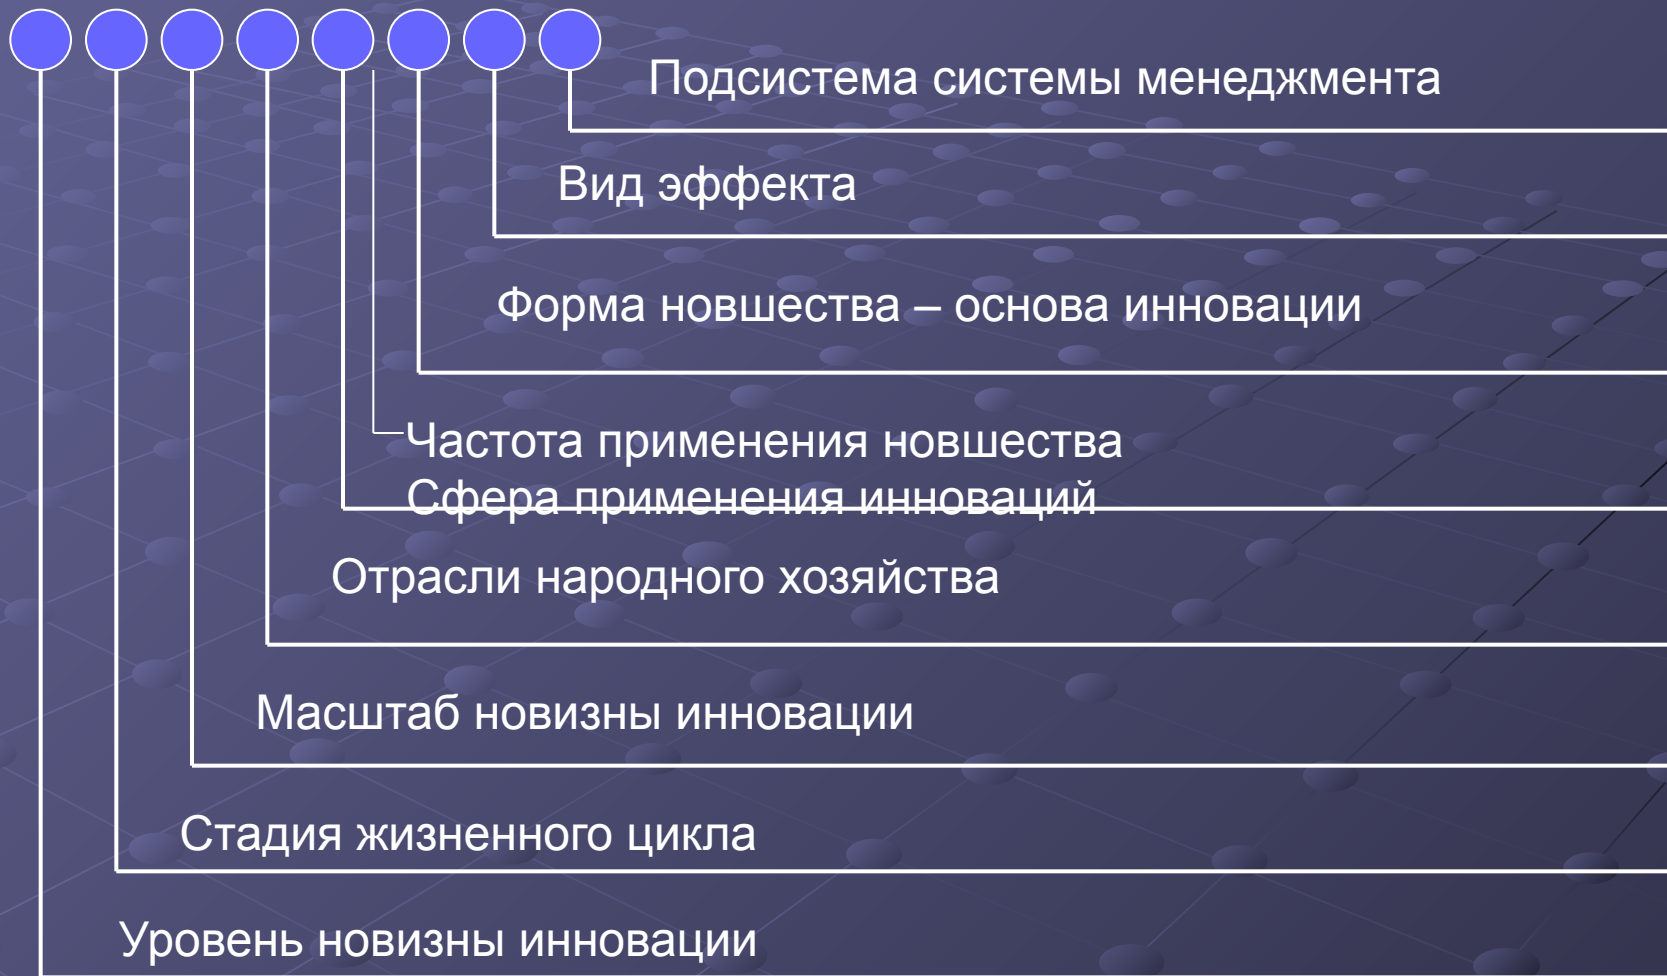 Подсистема системы менеджмента
Вид эффекта
Форма новшества – основа инновации
Частота применения новшества
Сфера применения инноваций
Отрасли народного хозяйства
Масштаб новизны инновации
Стадия жизненного цикла
Уровень новизны инновации